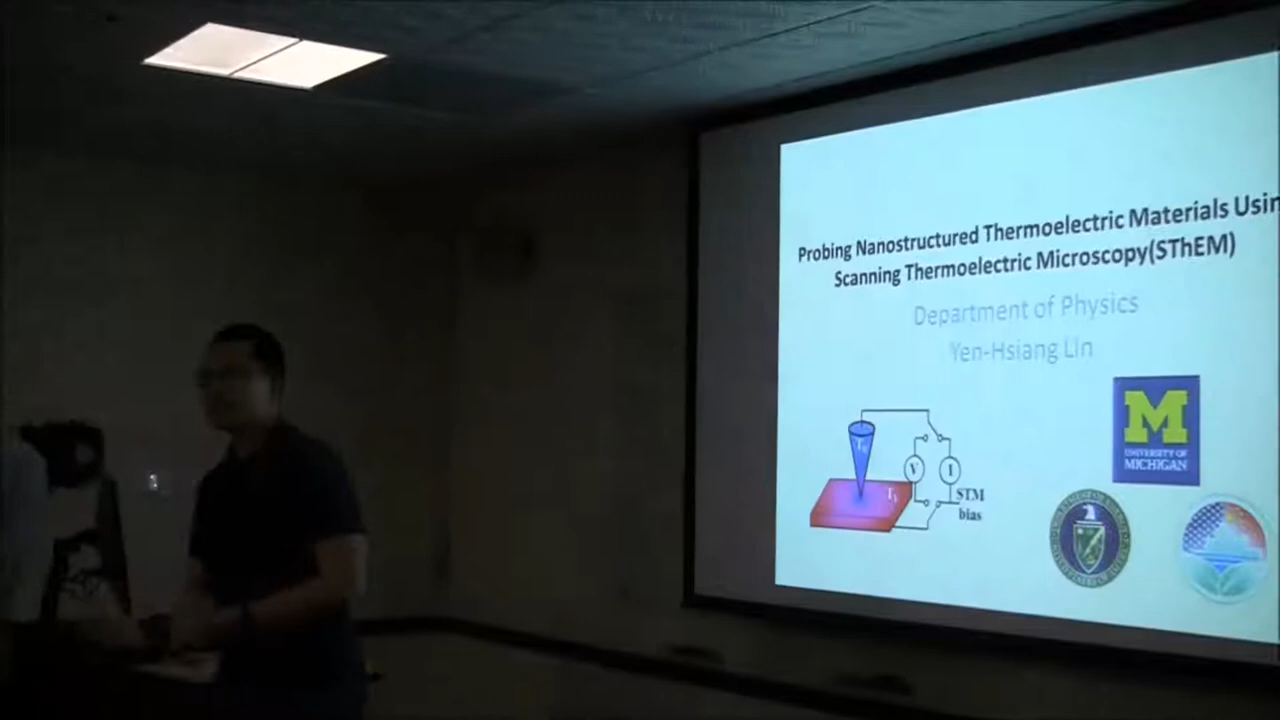 Probing Nanostructured Thermoelectric Materials Usin
Scanning Thermoelectric Microscopy(SThEM)
Department of Physics
Yen-Hsiang Lin
V
I
STM
bias
M
UNIVERSITY OF
MICHIGAN